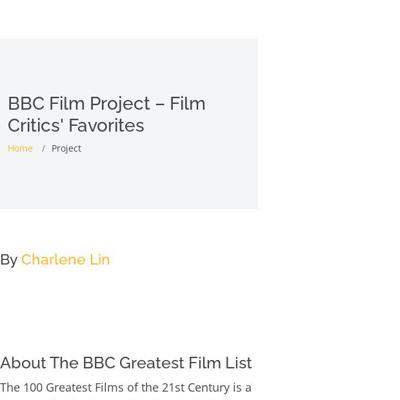 BBC Film Project – Film
Critics' Favorites
Home / Project
By Charlene Lin
About The BBC Greatest Film List
The 100 Greatest Films of the 21st Century is a